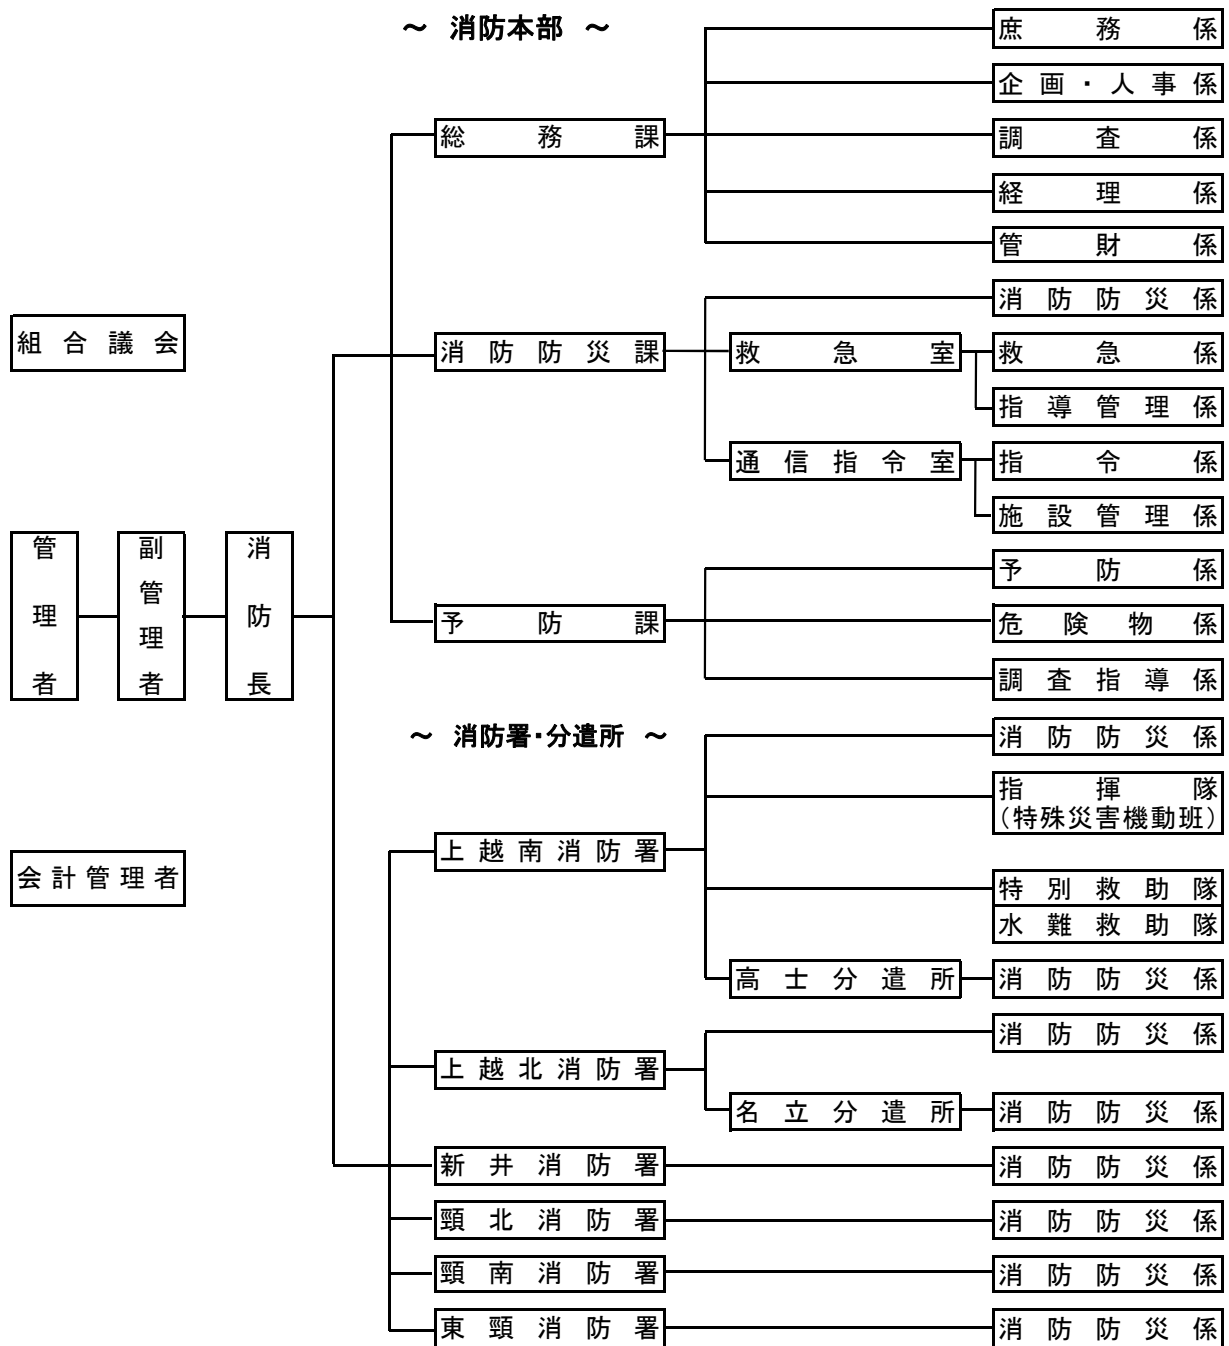 ～ 消防本部 ～
庶務係
企画・人事係
総務課
調査係
経理係
管財係
組合議会
消防防災係
消防防災課
救急室
救急係
指導管理係
通信指令室
指令係
施設管理係
管理者
副管理者
消防長
予防係
予防課
危険物係
調査指導係
～ 消防署・分遣所 ～
消防防災係
指揮隊
（特殊災害機動班）
上越南消防署
会計管理者
特別救助隊
水難救助隊
高士分遣所
消防防災係
消防防災係
上越北消防署
名立分遣所
消防防災係
新井消防署
消防防災係
頸北消防署
消防防災係
頸南消防署
消防防災係
東頸消防署
消防防災係